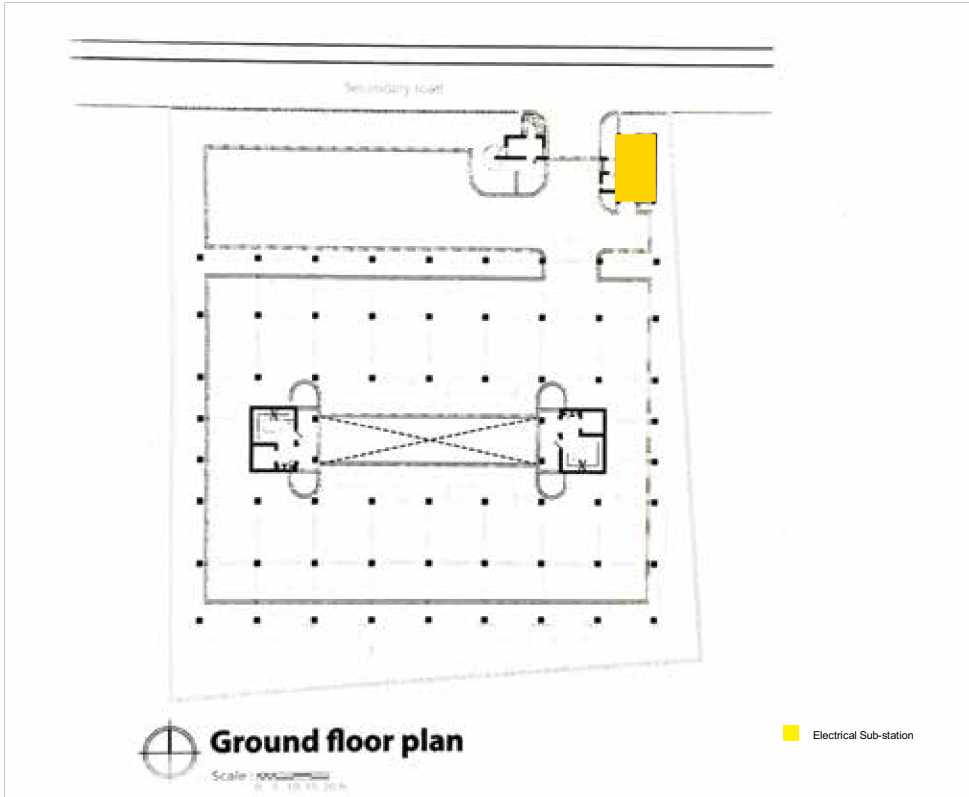 Secondary road
Ground floor plan
Electrical Sub-station
Scale :